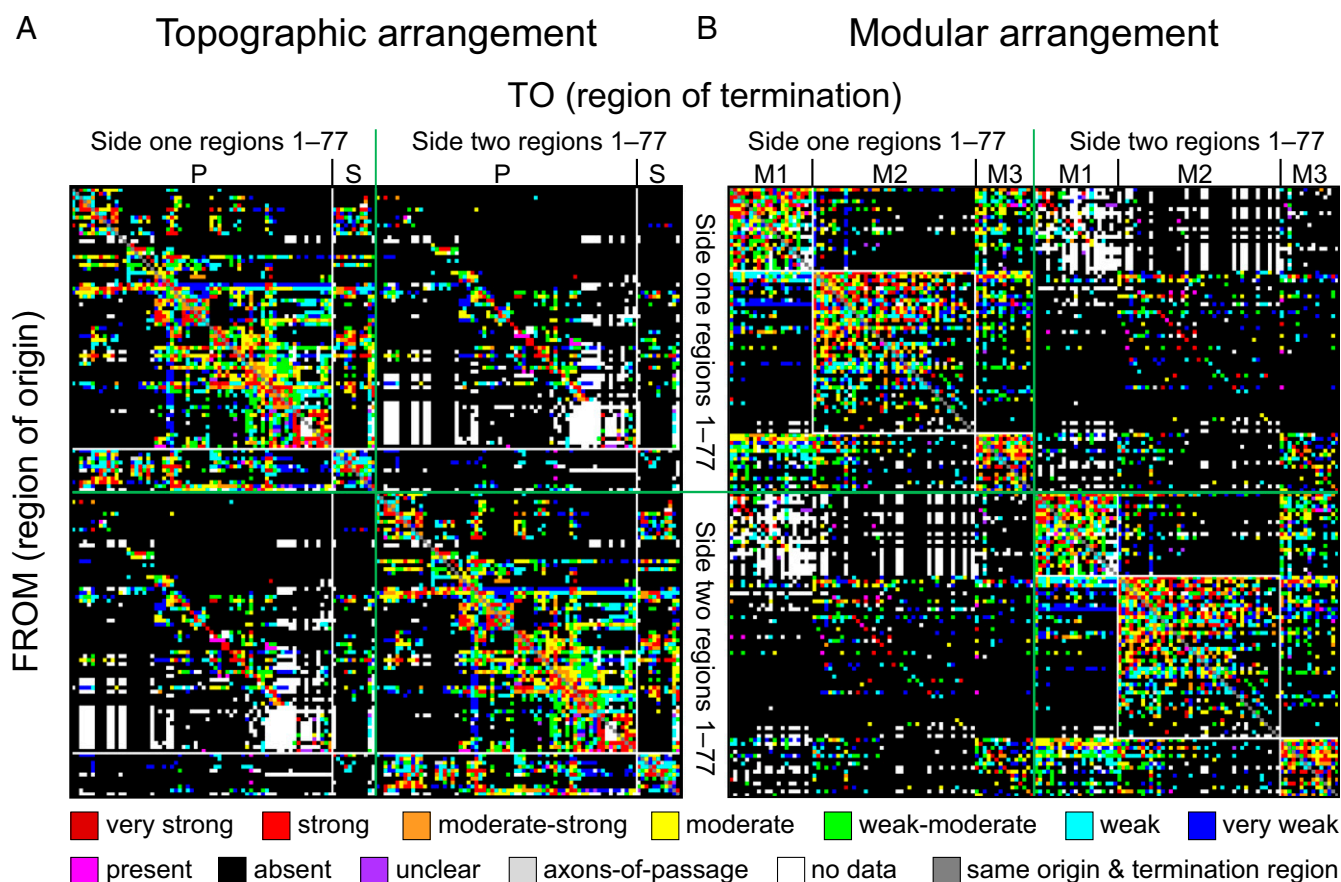 A Topographic arrangement B Modular arrangement
TO (region of termination)
Side one regions 1–77 Side two regions 1–77 Side one regions 1–77 Side two regions 1–77
P S P S M1 M2 M3 M1 M2 M3
FROM (region of origin)
Side one regions 1–77
Side two regions 1–77
very strong strong moderate-strong moderate weak-moderate weak very weak
present absent unclear axons-of-passage no data same origin & termination region